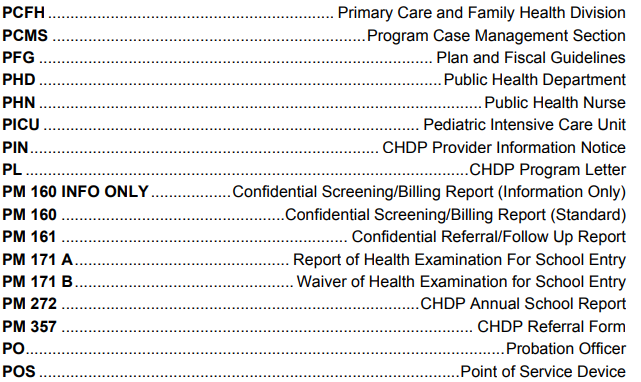 PCFH ........................................................ Primary Care and Family Health Division
PCMS ............................................................Program Case Management Section
PFG .......................................................................... Plan and Fiscal Guidelines
PHD ............................................................................ Public Health Department
PHN ....................................................................................Public Health Nurse
PICU ....................................................................... Pediatric Intensive Care Unit
PIN................................................................. CHDP Provider Information Notice
PL ...................................................................................CHDP Program Letter
PM 160 INFO ONLY...............Confidential Screening/Billing Report (Information Only)
PM 160 ..........................................Confidential Screening/Billing Report (Standard)
PM 161 ...................................................... Confidential Referral/Follow Up Report
PM 171 A........................................ Report of Health Examination For School Entry
PM 171 B........................................ Waiver of Health Examination for School Entry
PM 272 ....................................................................CHDP Annual School Report
PM 357 .............................................................................. CHDP Referral Form
PO.........................................................................................Probation Officer
POS ...............................................................................Point of Service Device